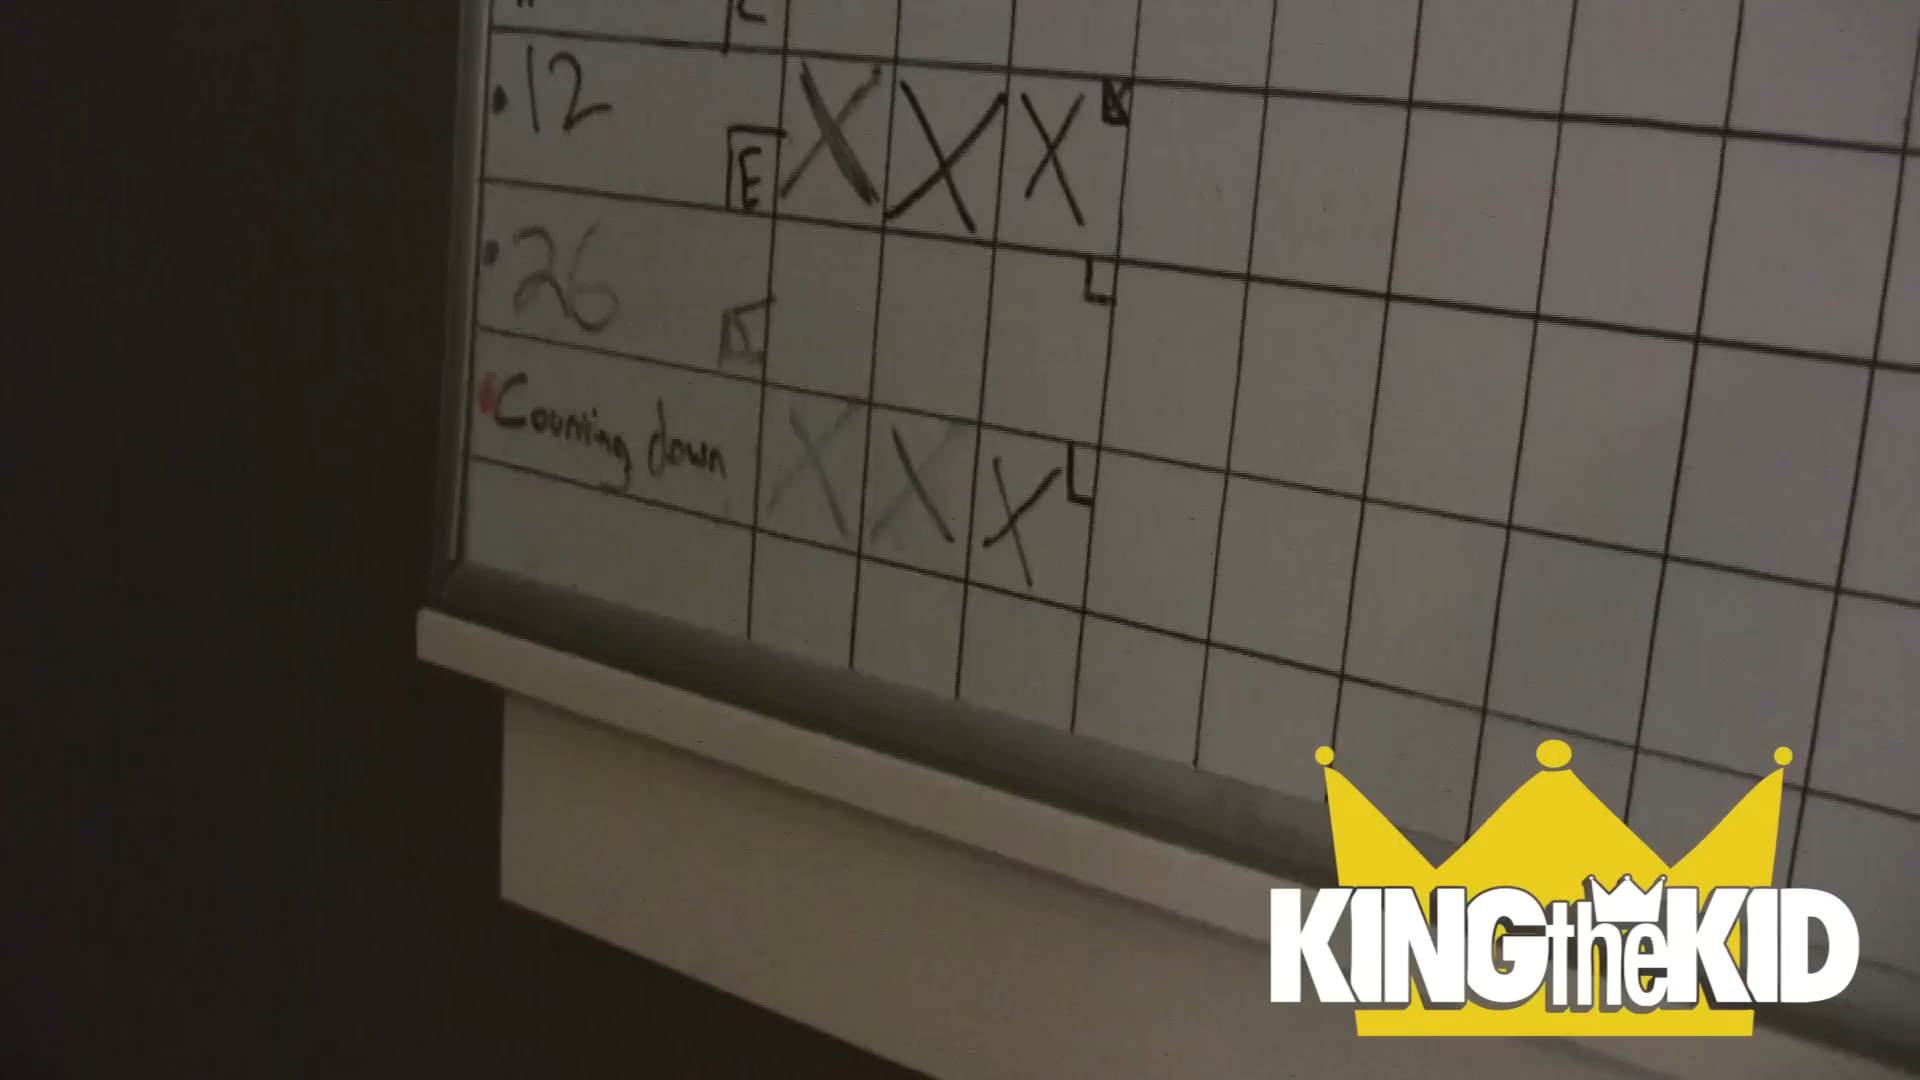 12
E
X X X
26
Counting down
X X X
KING the KID